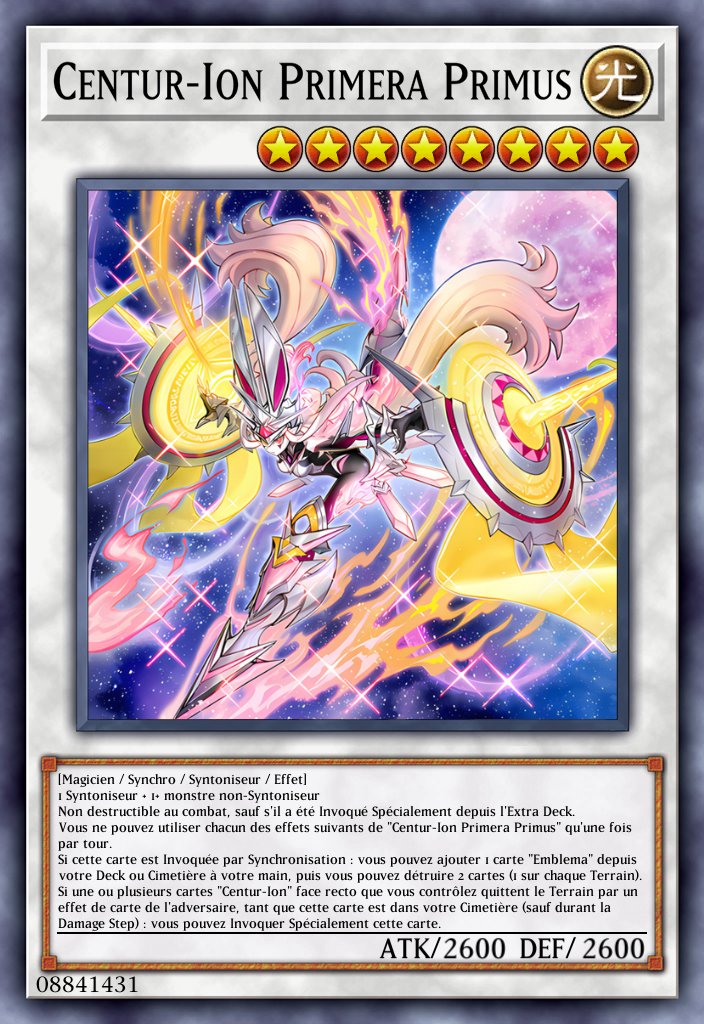 Centur-Ion Primera Primus
光
[Magicien / Synchro / Syntoniseur / Effet]
1 Syntoniseur + 1+ monstre non-Syntoniseur
Non destructible au combat, sauf s'il a été Invoqué Spécialement depuis l'Extra Deck.
Vous ne pouvez utiliser chacun des effets suivants de "Centur-Ion Primera Primus" qu'une fois
par tour.
Si cette carte est Invoquée par Synchronisation : vous pouvez ajouter 1 carte "Emblema" depuis
votre Deck ou Cimetière à votre main, puis vous pouvez détruire 2 cartes (1 sur chaque Terrain).
Si une ou plusieurs cartes "Centur-Ion" face recto que vous contrôlez quittent le Terrain par un
effet de carte de l'adversaire, tant que cette carte est dans votre Cimetière (sauf durant la
Damage Step) : vous pouvez Invoquer Spécialement cette carte.
ATK/2600 DEF/ 2600
08841431